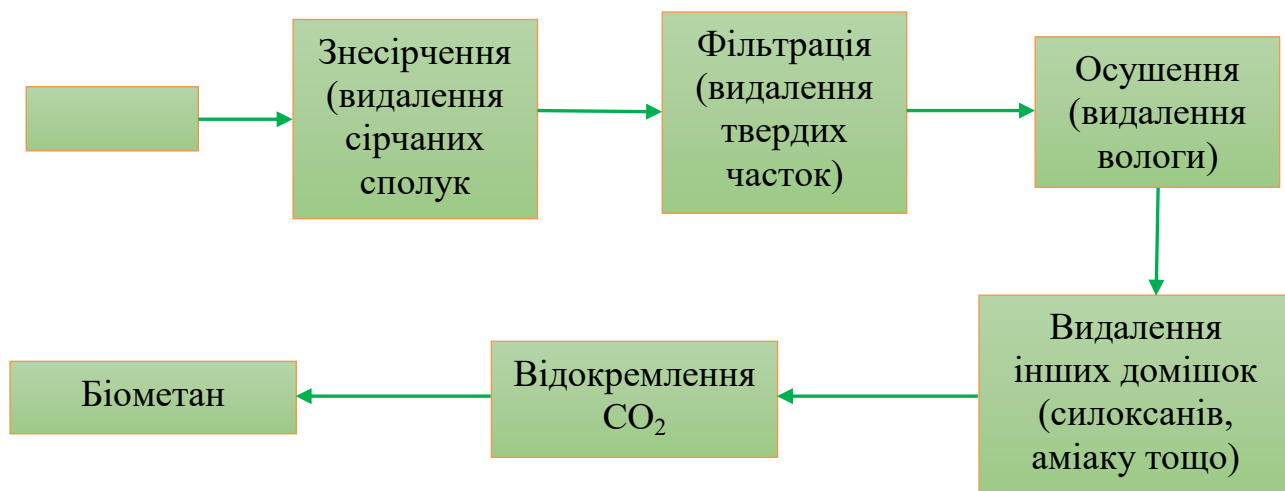 Знесірчення
(видалення
сірчаних
сполук
Фільтрація
(видалення
твердих
часток)
Осушення
(видалення
вологи)
Видалення
інших домішок
(силоксанів,
аміаку тощо)
Відокремлення
CO₂
Біометан